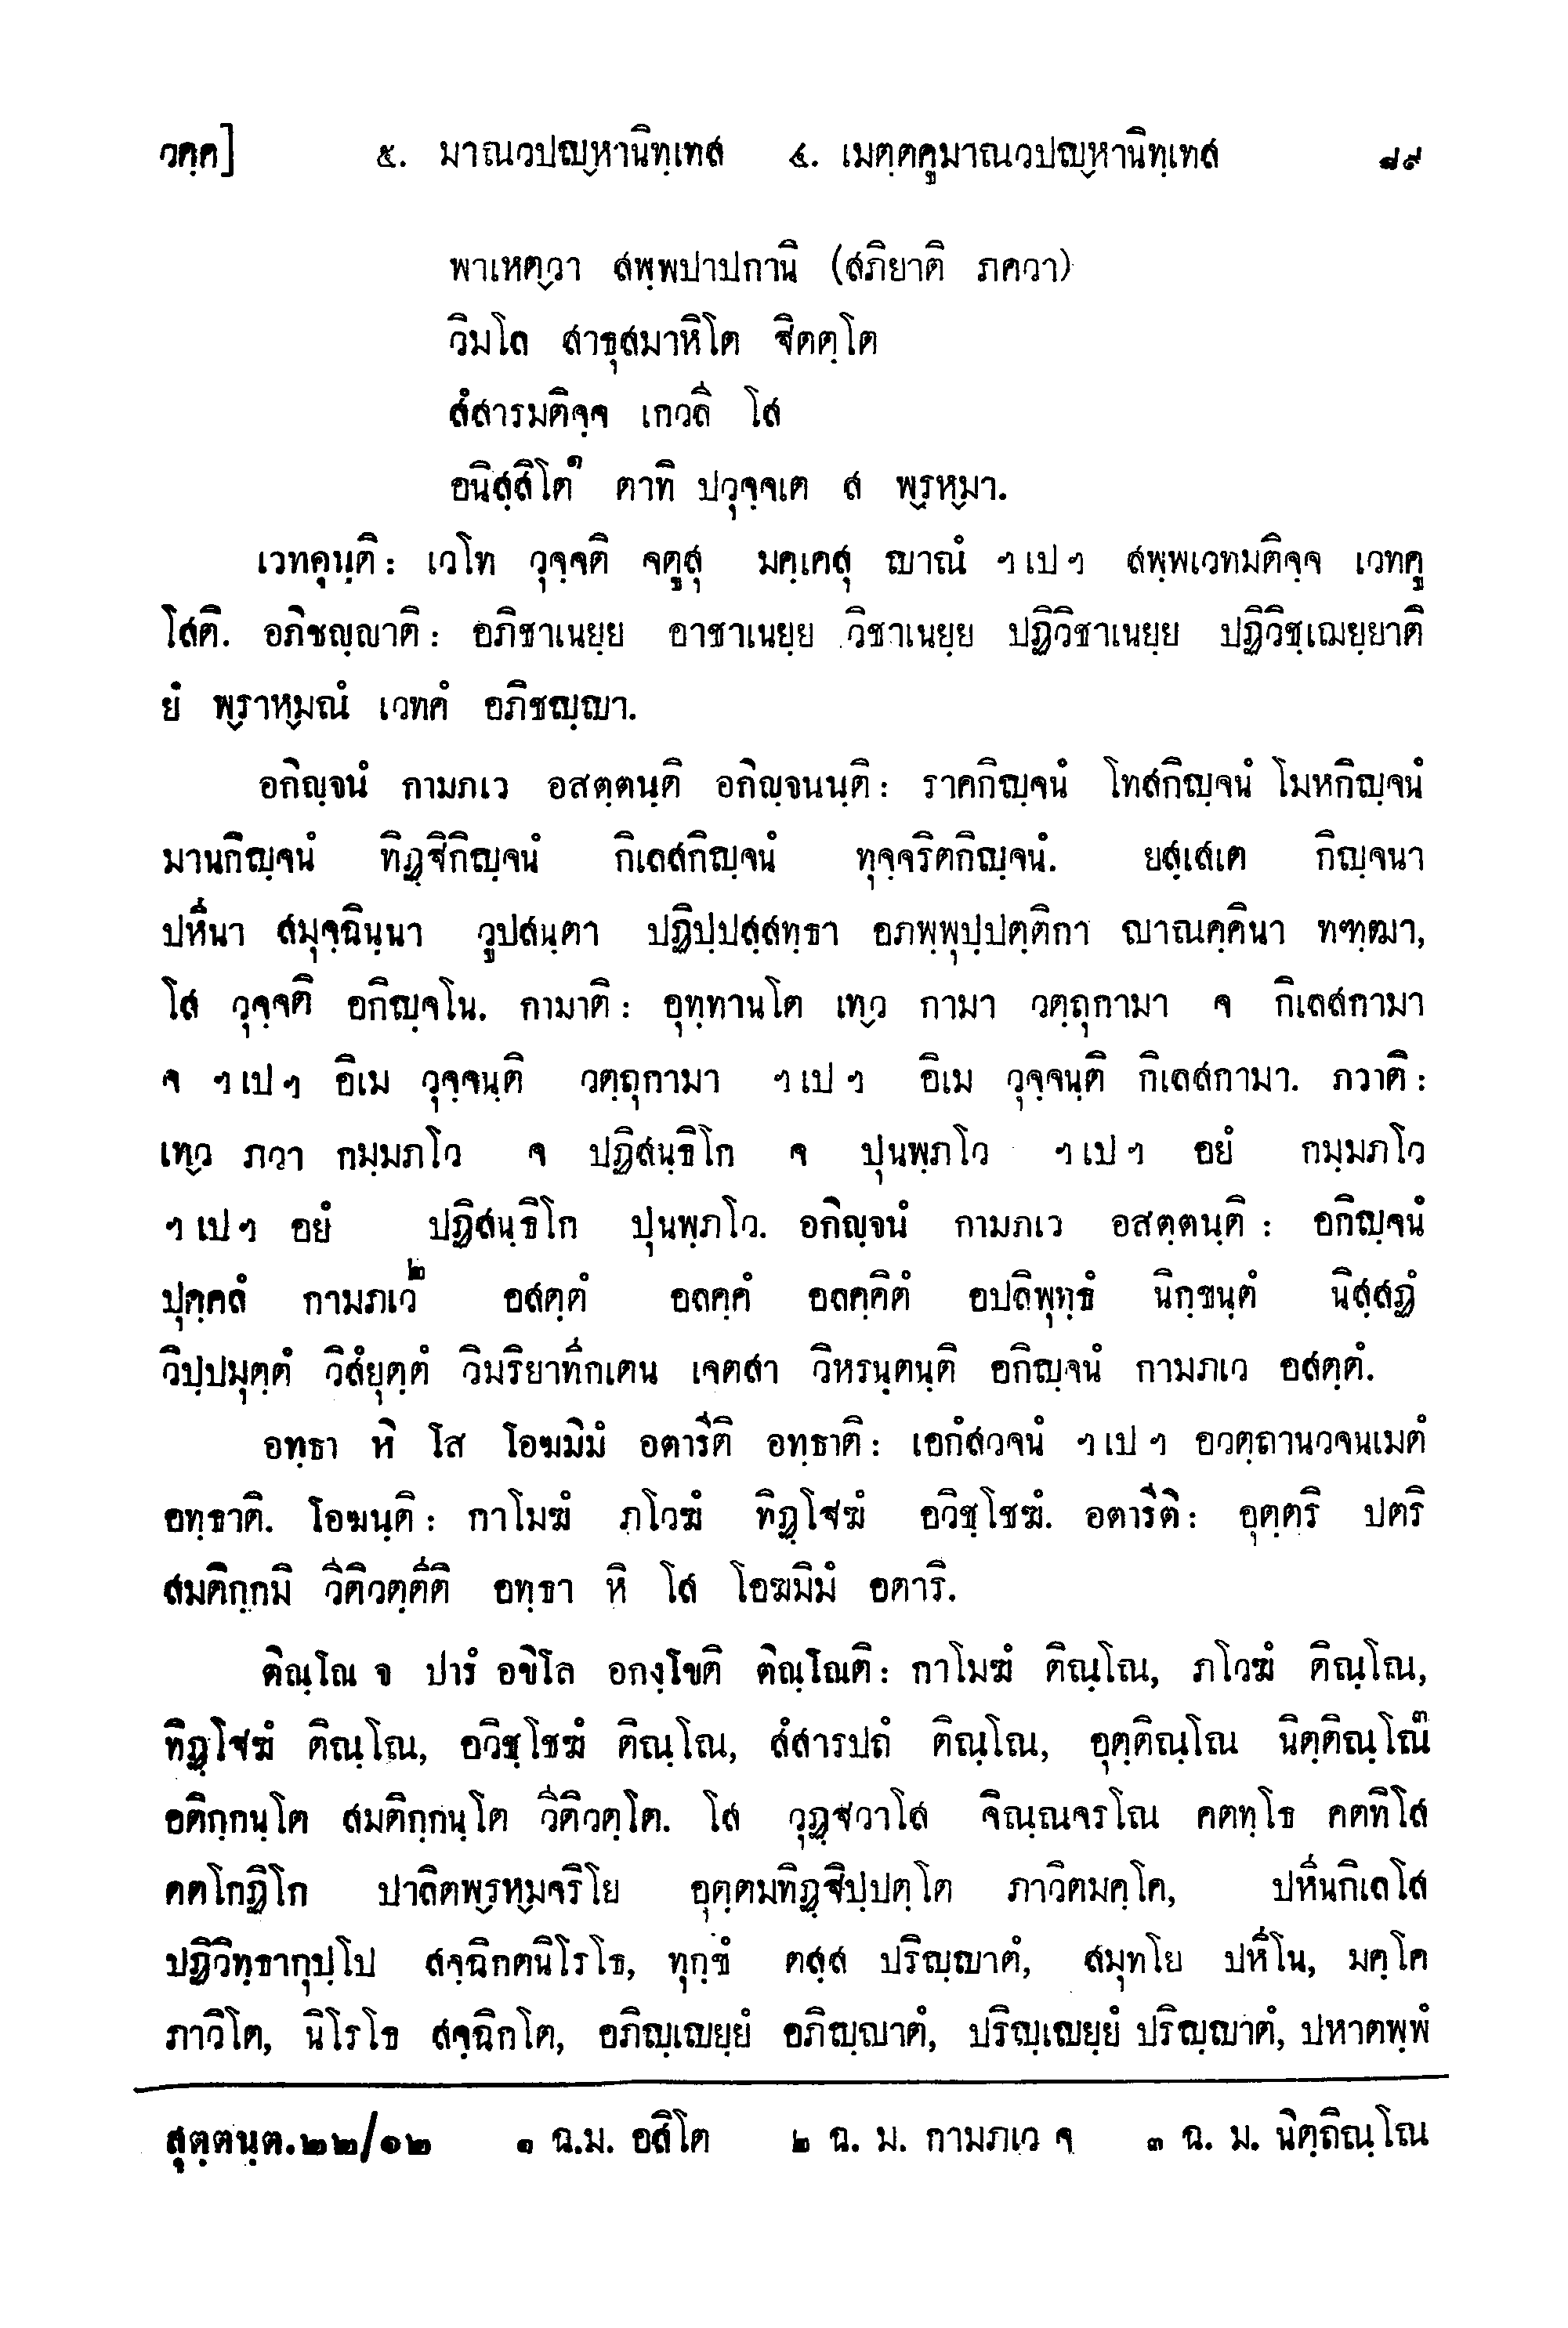 วคฺค]	๕. มาณวปญฺหานิทฺเทส	๔. เมตฺตคูมาณวปญฺหานิทฺเทส	๘๙
พาเหตฺวา สพฺพปาปกานิ (สภิยาติ ภควา)
วิมโล สาธุสมาหิโต ฐิตตฺโต
สํสารมติจฺจ เกวลี โส
อนิสฺสิโต๑ ตาทิ ปวุจฺจเต ส พฺรหฺมา.
เวทคุนฺติ: เวโท วุจฺจติ จตูสุ มคฺเคสุ ญาณํ ฯเปฯ สพฺพเวทมติจฺจ เวทคู
โสติ. อภิชญฺญาติ: อภิชาเนยฺย อาชาเนยฺย วิชาเนยฺย ปฏิวิชาเนยฺย ปฏิวิชฺเฌยฺยาติ
ยํ พฺราหฺมณํ เวทคํ อภิชญฺญา.
อกิญฺจนํ กามภเว อสตฺตนฺติ อกิญฺจนนฺติ: ราคกิญฺจนํ โทสกิญฺจนํ โมหกิญฺจนํ
มานกิญฺจนํ ทิฏฺฐิกิญฺจนํ กิเลสกิญฺจนํ ทุจฺจริตกิญฺจนํ. ยสฺเสเต กิญฺจนา
ปหีนา สมุจฺฉินฺนา วูปสนฺตา ปฏิปฺปสฺสทฺธา อภพฺพุปฺปตฺติกา ญาณคฺคินา ทฑฺฒา,
โส วุจฺจติ อกิญฺจโน. กามาติ: อุทฺทานโต เทฺว กามา วตฺถุกามา จ กิเลสกามา
จ ฯเปฯ อิเม วุจฺจนฺติ วตฺถุกามา ฯเปฯ อิเม วุจฺจนฺติ กิเลสกามา. ภวาติ:
เทฺว ภวา กมฺมภโว จ ปฏิสนฺธิโก จ ปุนพฺภโว ฯเปฯ อยํ กมฺมภโว
ฯเปฯ อยํ ปฏิสนฺธิโก ปุนพฺภโว. อกิญฺจนํ กามภเว อสตฺตนฺติ: อกิญฺจนํ
ปุคฺคลํ กามภเว๒ อสตฺตํ อลคฺคํ อลคฺคิตํ อปลิพุทฺธํ นิกฺขนฺตํ นิสฺสฏํ
วิปฺปมุตฺตํ วิสํยุตฺตํ วิมริยาทิกเตน เจตสา วิหรนฺตนฺติ อกิญฺจนํ กามภเว อสตฺตํ.
อทฺธา หิ โส โอฆมิมํ อตารีติ อทฺธาติ: เอกํสวจนํ ฯเปฯ อวตฺถานวจนเมตํ
อทฺธาติ. โอฆนฺติ: กาโมฆํ ภโวฆํ ทิฏฺโฐฆํ อวิชฺโชฆํ. อตารีติ: อุตฺตริ ปตริ
สมติกฺกมิ วีติวตฺตีติ อทฺธา หิ โส โอฆมิมํ อตาริ.
ติณฺโณ จ ปารํ อขิโล อกงฺโขติ ติณฺโณติ: กาโมฆํ ติณฺโณ, ภโวฆํ ติณฺโณ,
ทิฏฺโฐฆํ ติณฺโณ, อวิชฺโชฆํ ติณฺโณ, สํสารปถํ ติณฺโณ, อุตฺติณฺโณ นิตฺติณฺโณ๓
อติกฺกนฺโต สมติกฺกนฺโต วีติวตฺโต. โส วุฏฺฐวาโส จิณฺณจรโณ คตทฺโธ คตทิโส
คตโกฏิโก ปาลิตพฺรหฺมจริโย อุตฺตมทิฏฺฐิปฺปตฺโต ภาวิตมคฺโค, ปหีนกิเลโส
ปฏิวิทฺธากุปฺโป สจฺฉิกตนิโรโธ, ทุกฺขํ ตสฺส ปริญฺญาตํ, สมุทโย ปหีโน, มคฺโค
ภาวิโต, นิโรโธ สจฺฉิกโต, อภิญฺเญยฺยํ อภิญฺญาตํ, ปริญฺเญยฺยํ ปริญฺญาตํ, ปหาตพฺพํ
สุตฺตนฺต.๒๒/๑๒	๑ ฉ.ม. อสิโต	๒ ฉ. ม. กามภเว จ	๓ ฉ. ม. นิตฺถิณฺโณ